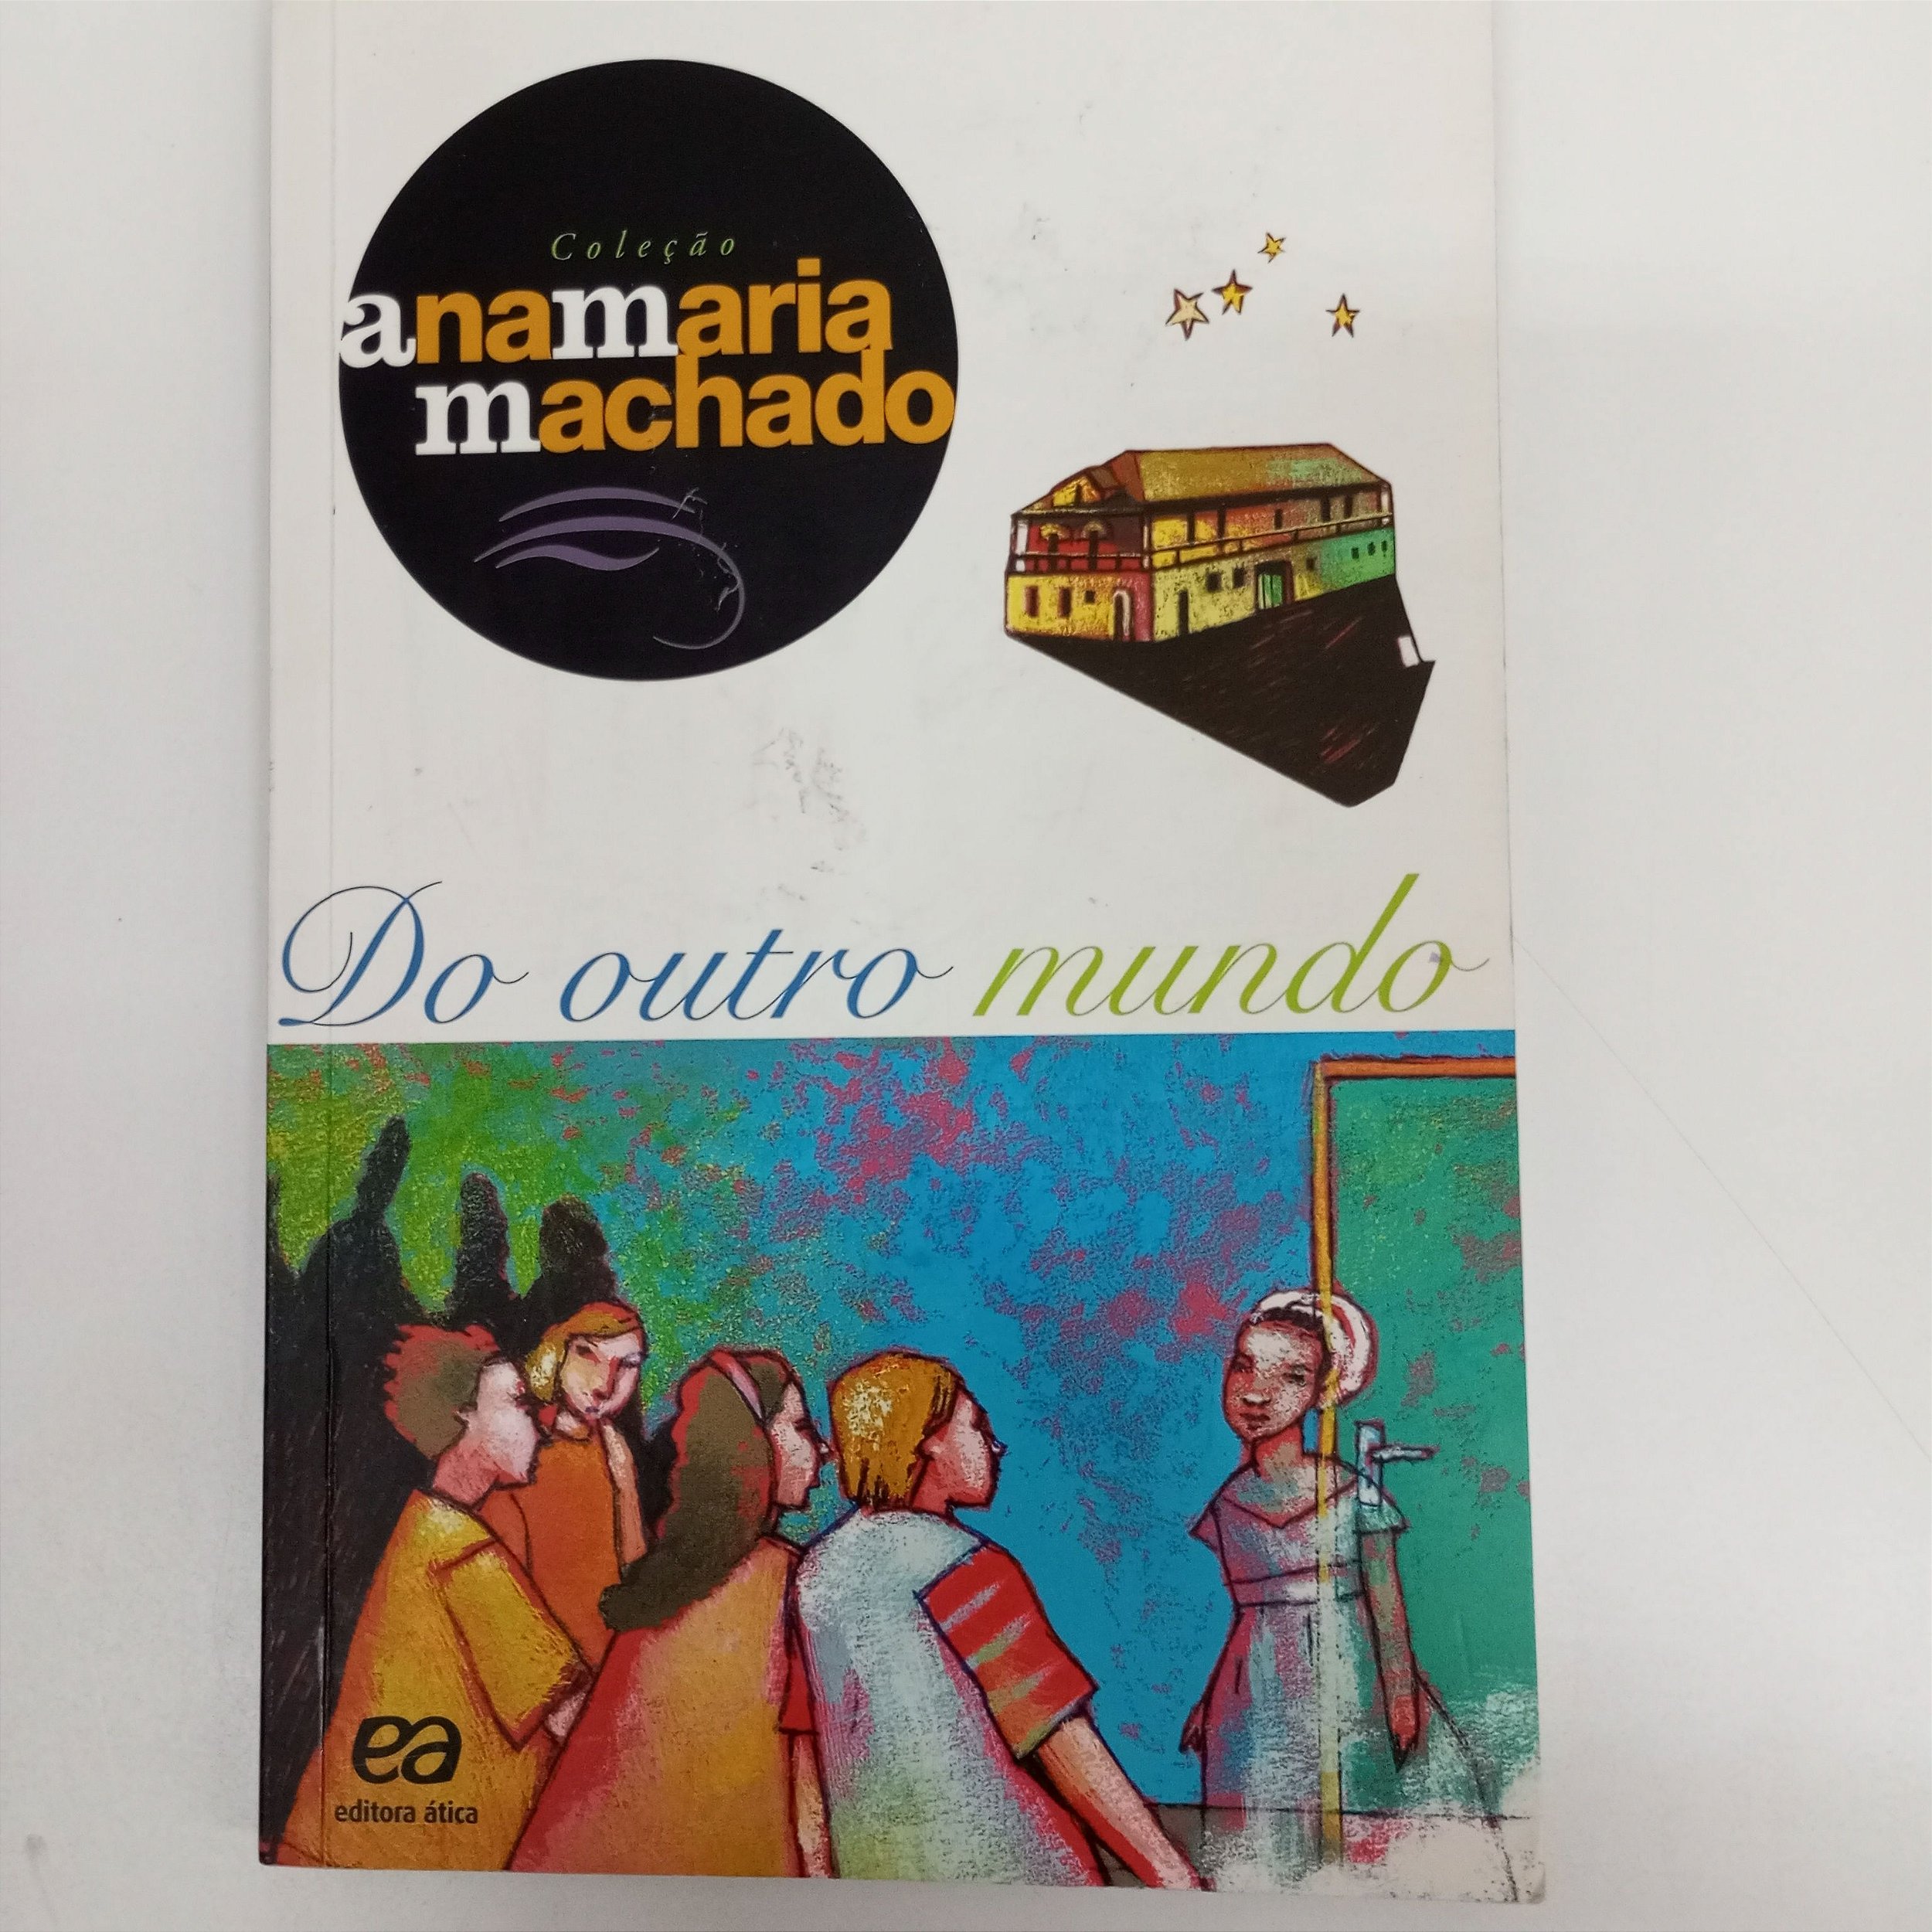 Coleção
anamaria
machado
Do outro mundo
ea
editora ática